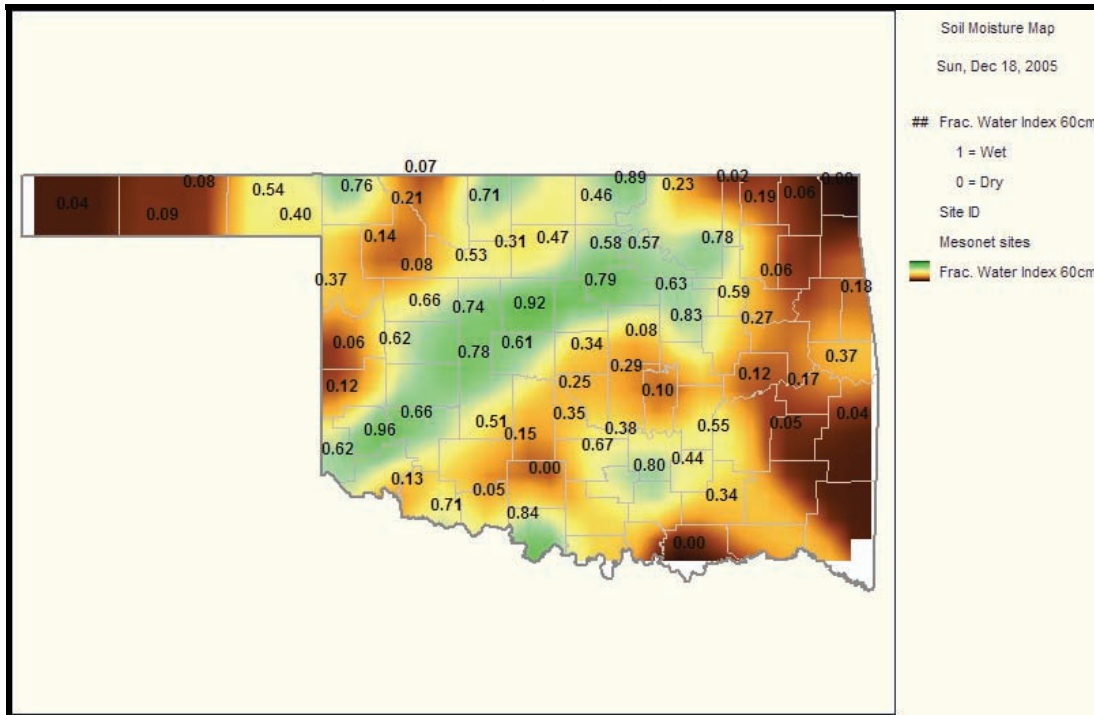 Soil Moisture Map
Sun, Dec 18, 2005
## Frac. Water Index 60cm
1 = Wet
0 = Dry
Site ID
Mesonet sites
Frac. Water Index 60cm
0.07
0.04 0.08 0.09 0.54 0.40 0.76 0.21 0.71 0.46 0.89 0.23 0.02 0.19 0.06 0.00
0.14 0.08 0.53 0.31 0.47 0.58 0.57 0.78 0.06
0.37 0.66 0.74 0.92 0.79 0.63 0.59 0.18
0.06 0.62 0.78 0.61 0.34 0.08 0.83 0.27
0.12 0.25 0.29 0.10 0.12 0.17 0.37
0.66 0.51 0.35 0.38 0.55 0.05 0.04
0.62 0.96 0.15 0.67 0.44
0.13 0.05 0.00 0.80 0.34
0.71 0.84 0.00